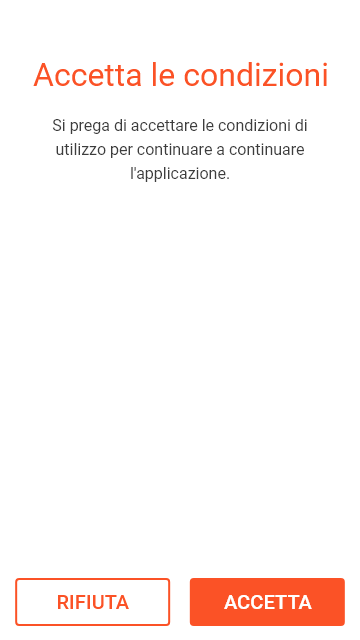 Accetta le condizioni
Si prega di accettare le condizioni di
utilizzo per continuare a continuare
l'applicazione.
RIFIUTA
ACCETTA